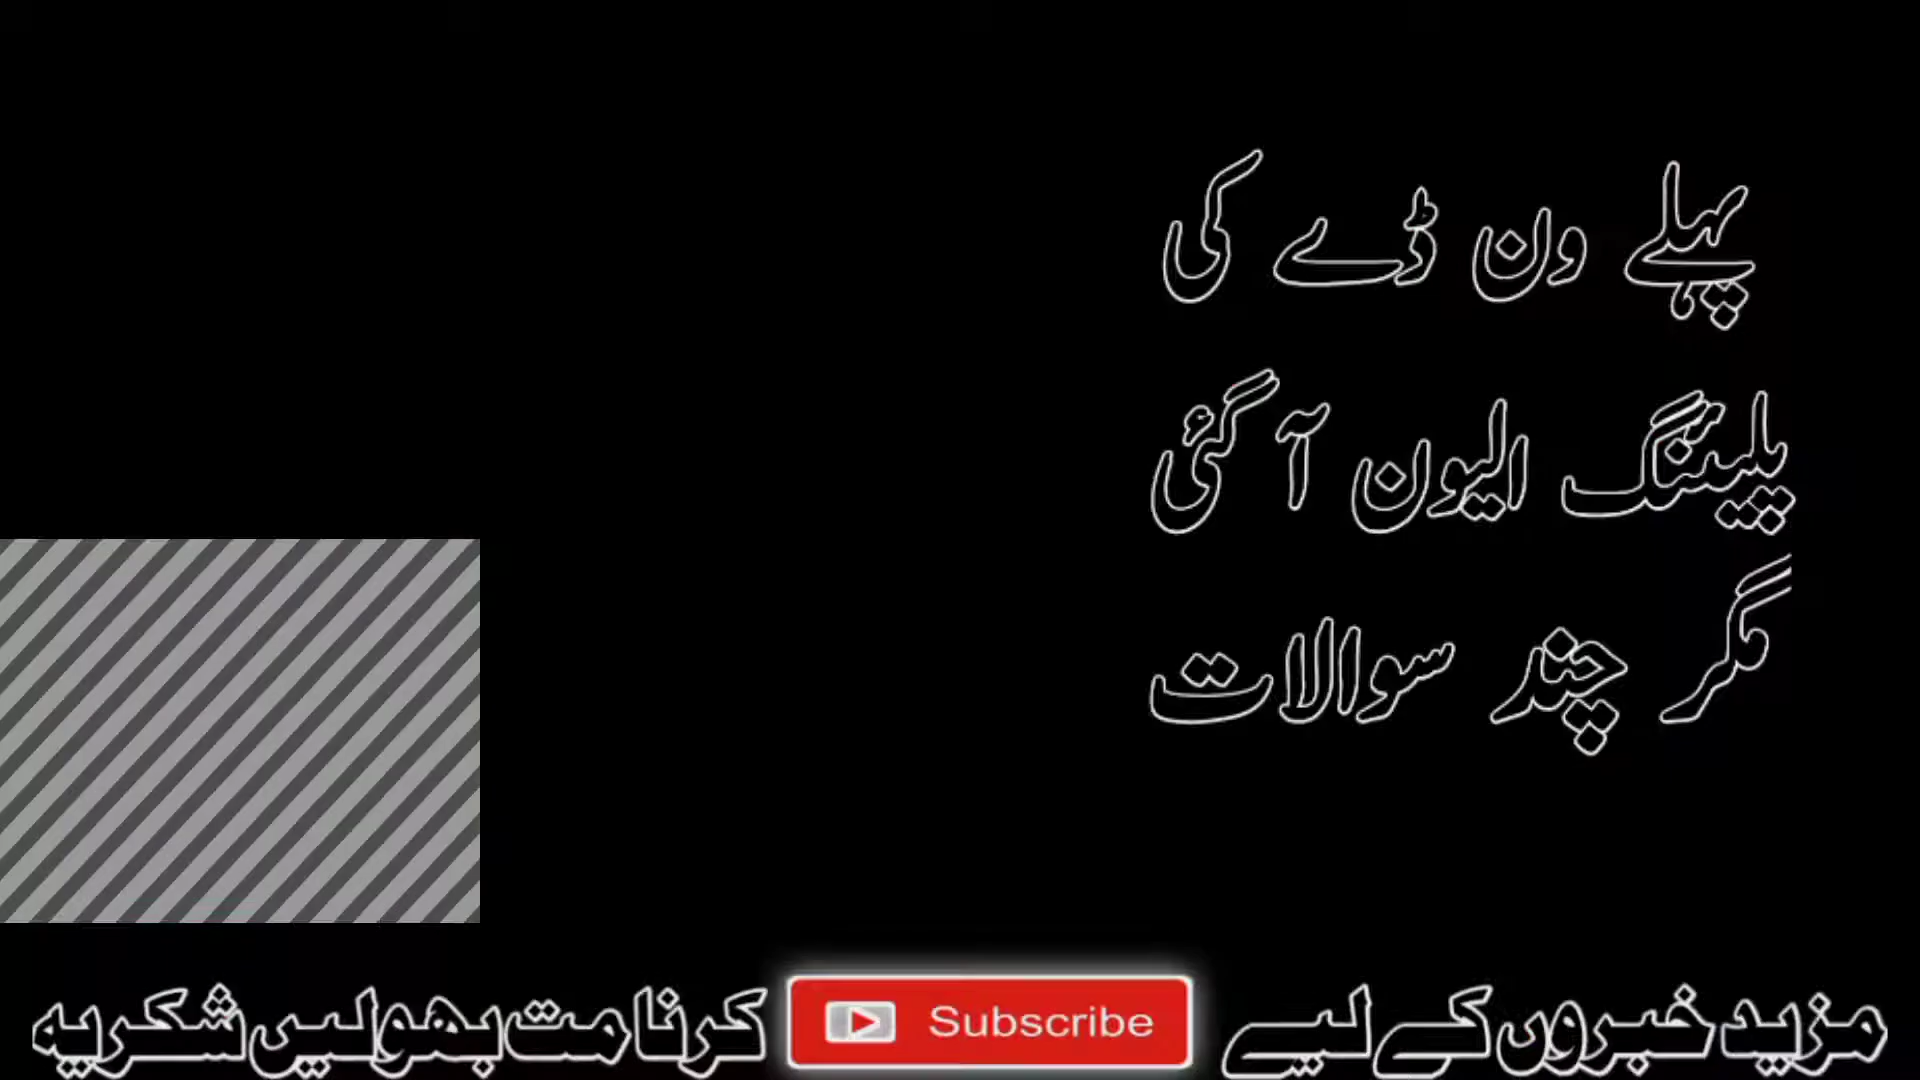 پہلے ون ڈے کی
پلیئنگ الیون آ گئی
مگر چند سوالات
مزید خبروں کے لیے Subscribe کرنا مت بھولیں شکریہ